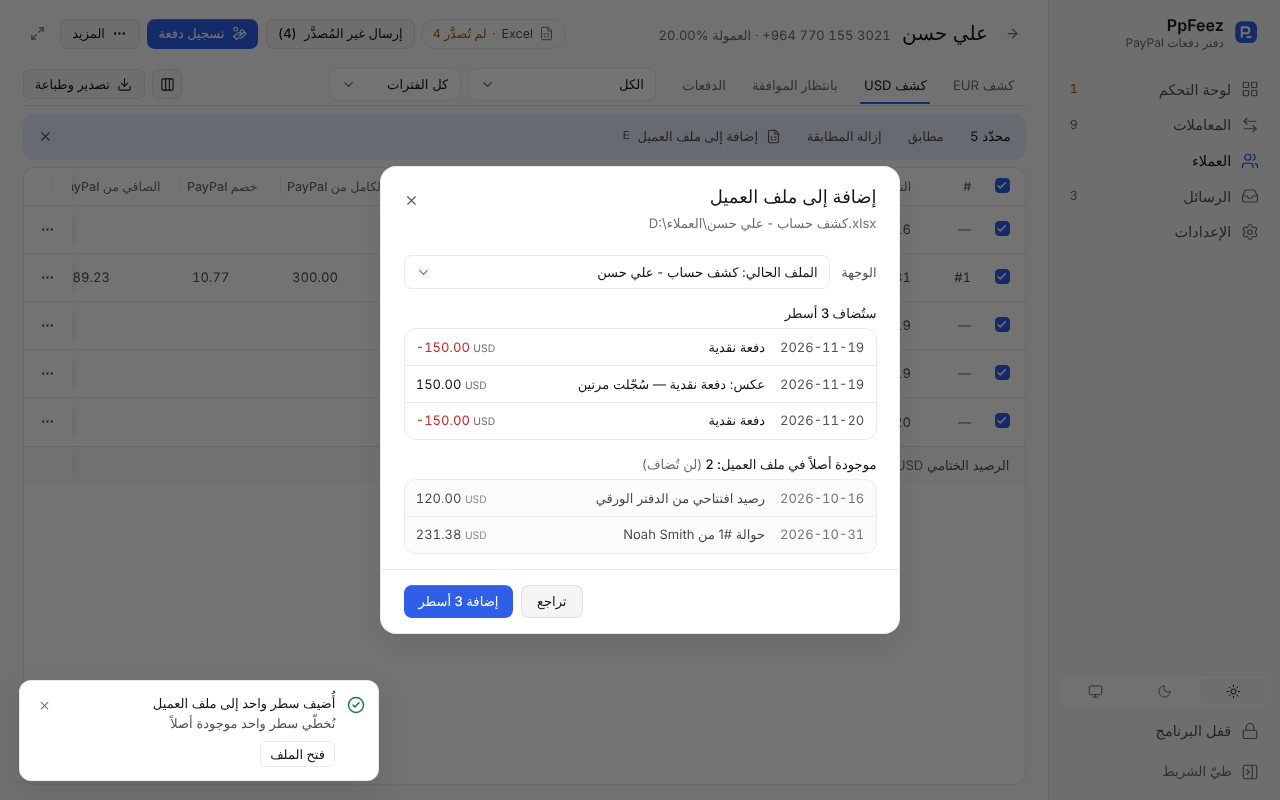 PpFeez
دفتر دفعات PayPal
لوحة التحكم 1
المعاملات 9
العملاء
الرسائل 3
الإعدادات
قفل البرنامج
طيّ الشريط
علي حسن
+964 770 155 3021 · العمولة 20.00%
Excel · لم تُصدَّر 4
إرسال غير المُصدَّر (4)
تسجيل دفعة
المزيد
كشف EUR
كشف USD
بانتظار الموافقة
الدفعات
الكل
كل الفترات
تصدير وطباعة
محدّد 5
مطابق
إزالة المطابقة
إضافة إلى ملف العميل E
#
الكامل من PayPal
خصم PayPal
الصافي من PayPal
—
#1
300.00
10.77
89.23
—
—
—
الرصيد الختامي USD
إضافة إلى ملف العميل
D:\العملاء\كشف حساب - علي حسن.xlsx
الوجهة
الملف الحالي: كشف حساب - علي حسن
ستُضاف 3 أسطر
2026-11-19 دفعة نقدية -150.00 USD
2026-11-19 عكس: دفعة نقدية — سُجّلت مرتين 150.00 USD
2026-11-20 دفعة نقدية -150.00 USD
موجودة أصلاً في ملف العميل: 2 (لن تُضاف)
2026-10-16 رصيد افتتاحي من الدفتر الورقي 120.00 USD
2026-10-31 حوالة #1 من Noah Smith 231.38 USD
تراجع
إضافة 3 أسطر
أُضيف سطر واحد إلى ملف العميل
تُخطّي سطر واحد موجودة أصلاً
فتح الملف